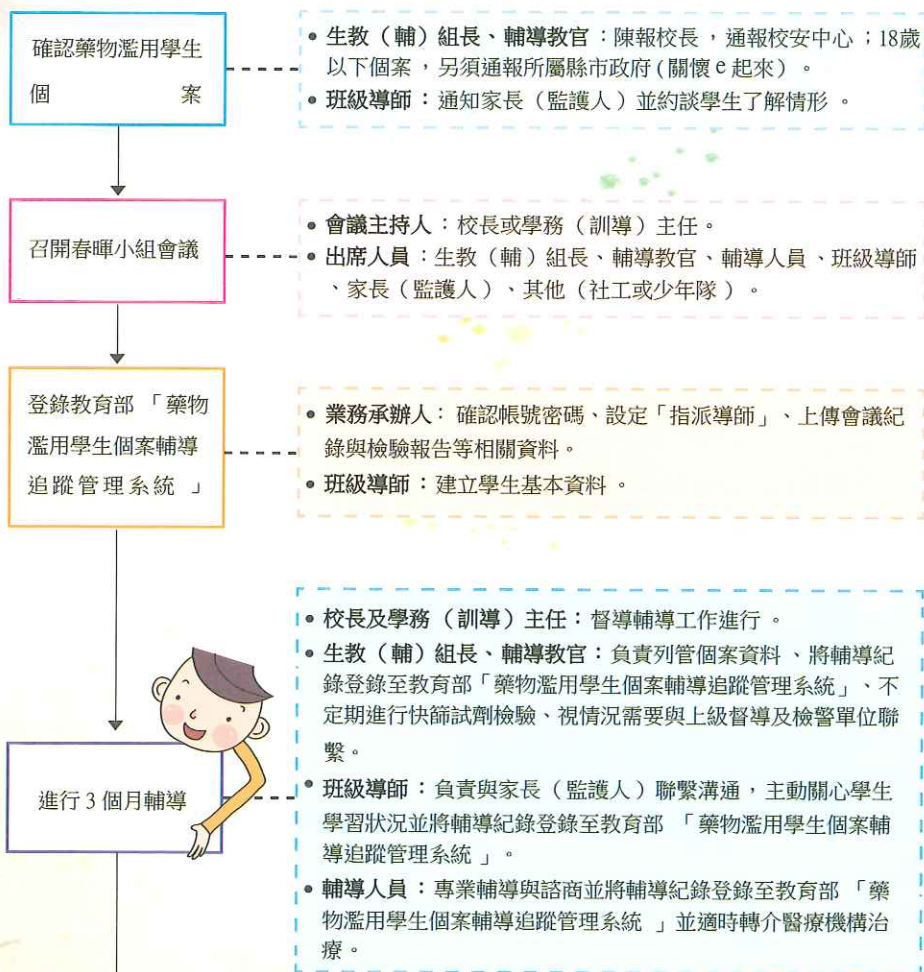 確認藥物濫用學生
個案
• 生教（輔）組長、輔導教官：陳報校長，通報校安中心；18歲
以下個案，另須通報所屬縣市政府(關懷 e 起來）。
• 班級導師：通知家長（監護人）並約談學生了解情形。
召開春暉小組會議
• 會議主持人：校長或學務（訓導）主任。
• 出席人員：生教（輔）組長、輔導教官、輔導人員、班級導師
、家長（監護人）、其他（社工或少年隊）。
登錄教育部「藥物
濫用學生個案輔導
追蹤管理系統」
• 業務承辦人：確認帳號密碼、設定「指派導師」、上傳會議紀
錄與檢驗報告等相關資料。
• 班級導師：建立學生基本資料。
進行 3 個月輔導
• 校長及學務（訓導）主任：督導輔導工作進行。
• 生教（輔）組長、輔導教官：負責列管個案資料、將輔導紀
錄登錄至教育部「藥物濫用學生個案輔導追蹤管理系統」、不
定期進行快篩試劑檢驗、視情況需要與上級督導及檢警單位聯
繫。
• 班級導師：負責與家長（監護人）聯繫溝通，主動關心學生
學習狀況並將輔導紀錄登錄至教育部「藥物濫用學生個案輔
導追蹤管理系統」。
• 輔導人員：專業輔導與諮商並將輔導紀錄登錄至教育部「藥
物濫用學生個案輔導追蹤管理系統」並適時轉介醫療機構治
療。